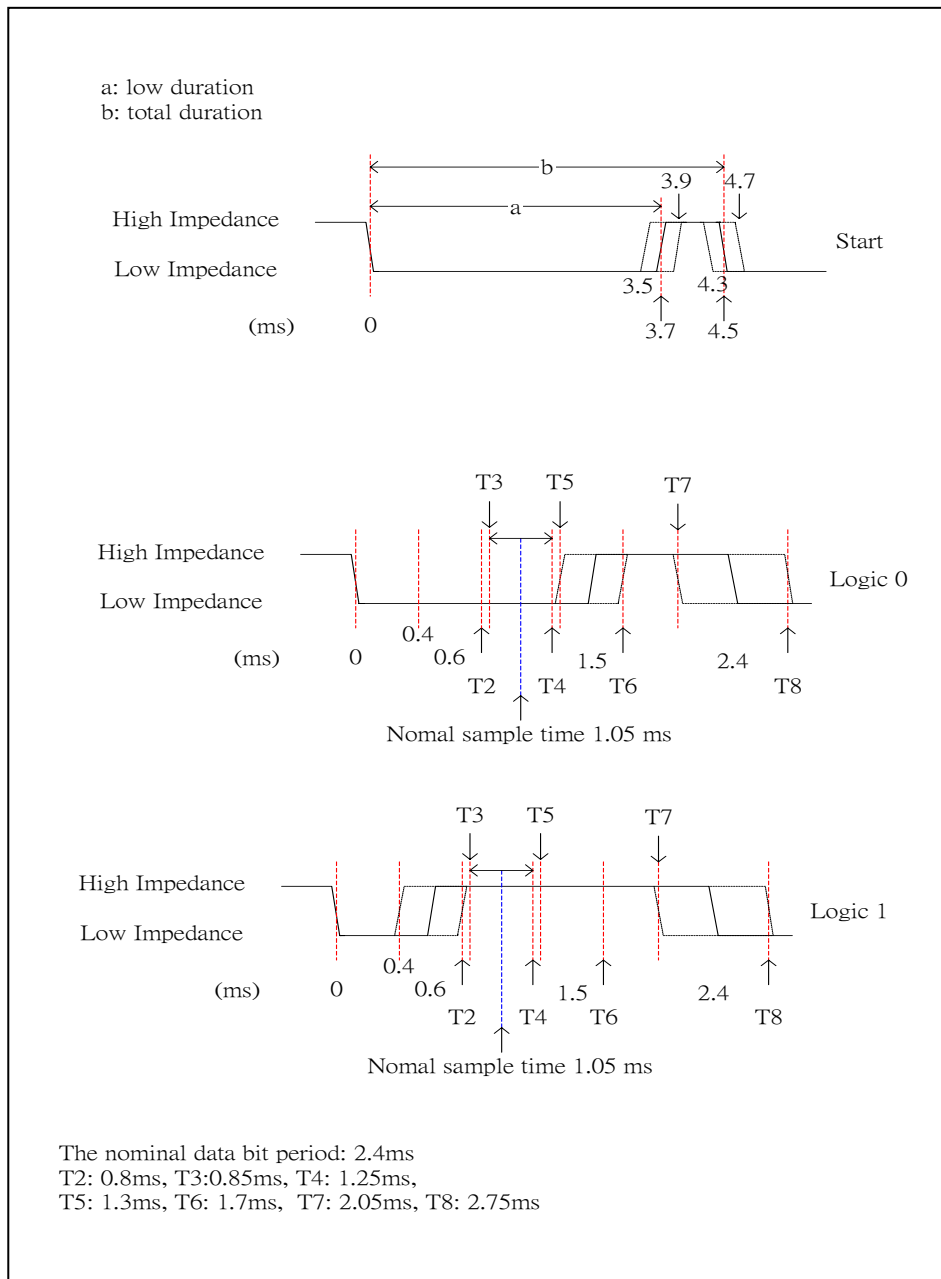 a: low duration
b: total duration
b
3.9 4.7
a
High Impedance
Start
Low Impedance
3.5 4.3
(ms) 0 3.7 4.5
T3 T5 T7
High Impedance
Logic 0
Low Impedance
0.4
(ms) 0 0.6 1.5 2.4
T2 T4 T6 T8
Nomal sample time 1.05 ms
T3 T5 T7
High Impedance
Logic 1
Low Impedance
0.4
(ms) 0 0.6 1.5 2.4
T2 T4 T6 T8
Nomal sample time 1.05 ms
The nominal data bit period: 2.4ms
T2: 0.8ms, T3:0.85ms, T4: 1.25ms,
T5: 1.3ms, T6: 1.7ms, T7: 2.05ms, T8: 2.75ms